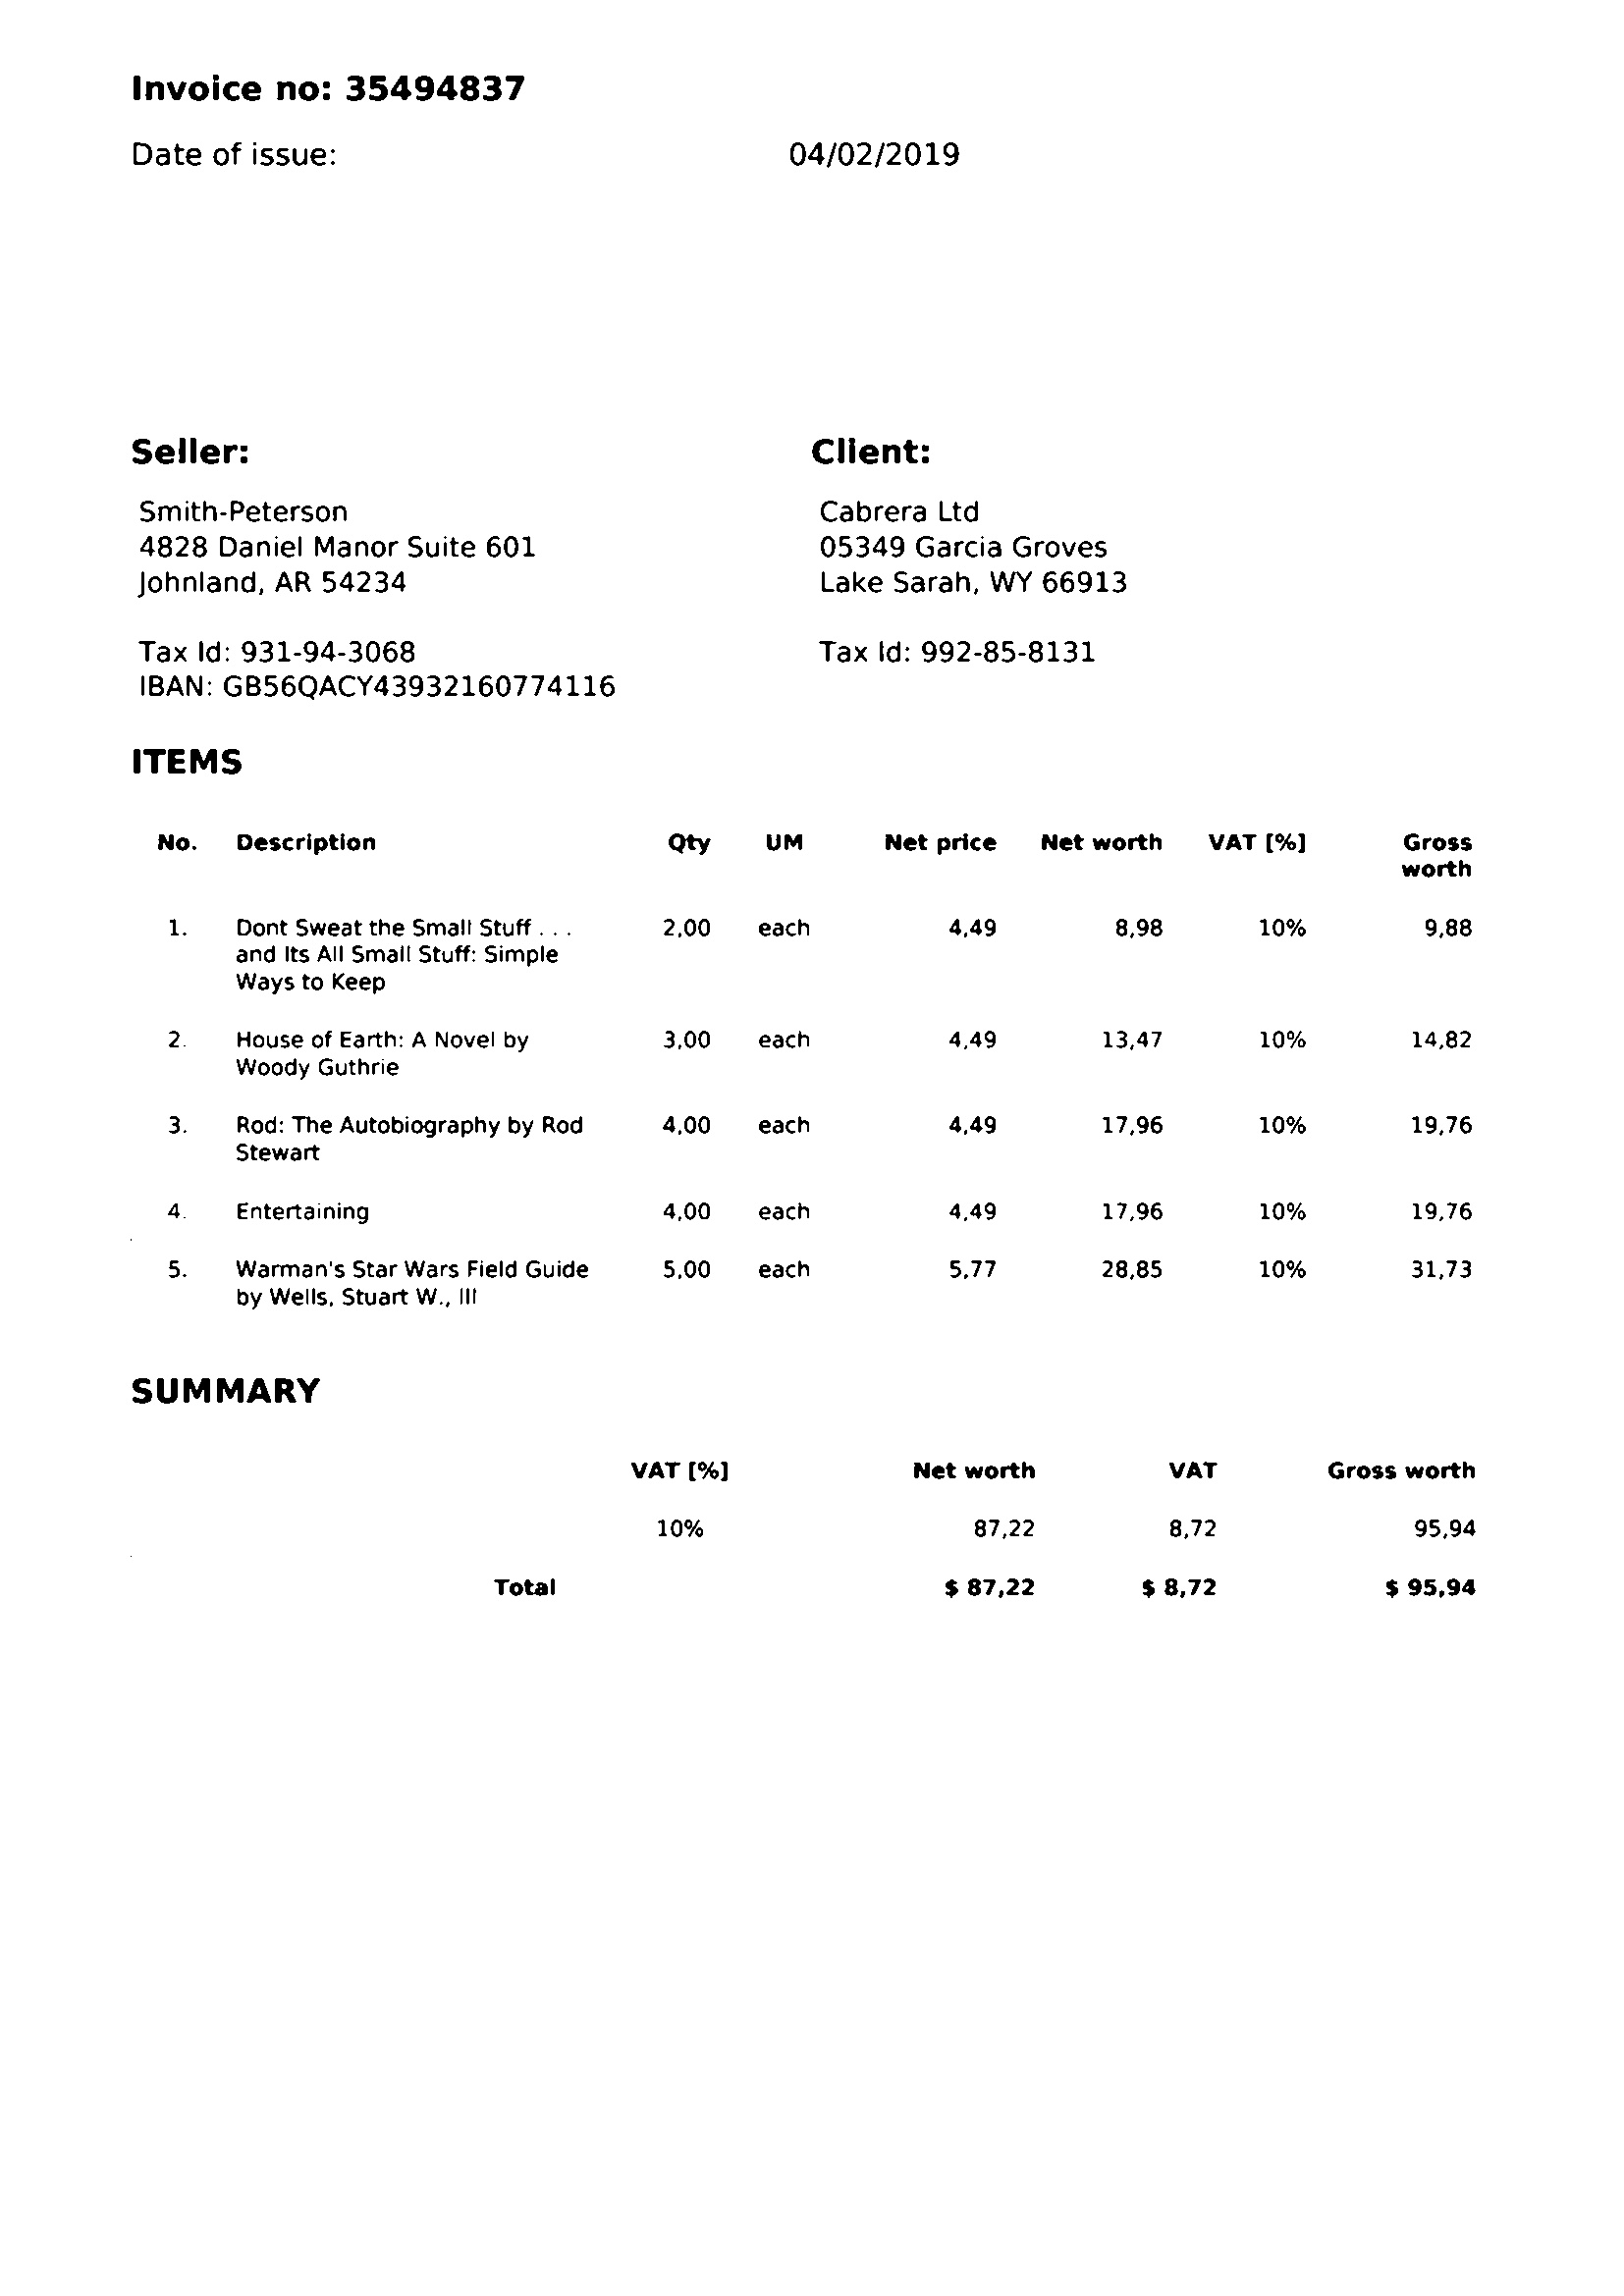 Invoice no: 35494837
Date of issue: 04/02/2019
Seller: Client:
Smith-Peterson Cabrera Ltd
4828 Daniel Manor Suite 601 05349 Garcia Groves
Johnland, AR 54234 Lake Sarah, WY 66913
Tax Id: 931-94-3068 Tax Id: 992-85-8131
IBAN: GB56QACY43932160774116
ITEMS
No. Description Qty UM Net price Net worth VAT [%] Gross
worth
1. Dont Sweat the Small Stuff . . . 2,00 each 4,49 8,98 10% 9,88
and Its All Small Stuff: Simple
Ways to Keep
2. House of Earth: A Novel by 3,00 each 4,49 13,47 10% 14,82
Woody Guthrie
3. Rod: The Autobiography by Rod 4,00 each 4,49 17,96 10% 19,76
Stewart
4. Entertaining 4,00 each 4,49 17,96 10% 19,76
5. Warman's Star Wars Field Guide 5,00 each 5,77 28,85 10% 31,73
by Wells, Stuart W., III
SUMMARY
VAT [%] Net worth VAT Gross worth
10% 87,22 8,72 95,94
Total $ 87,22 $ 8,72 $ 95,94